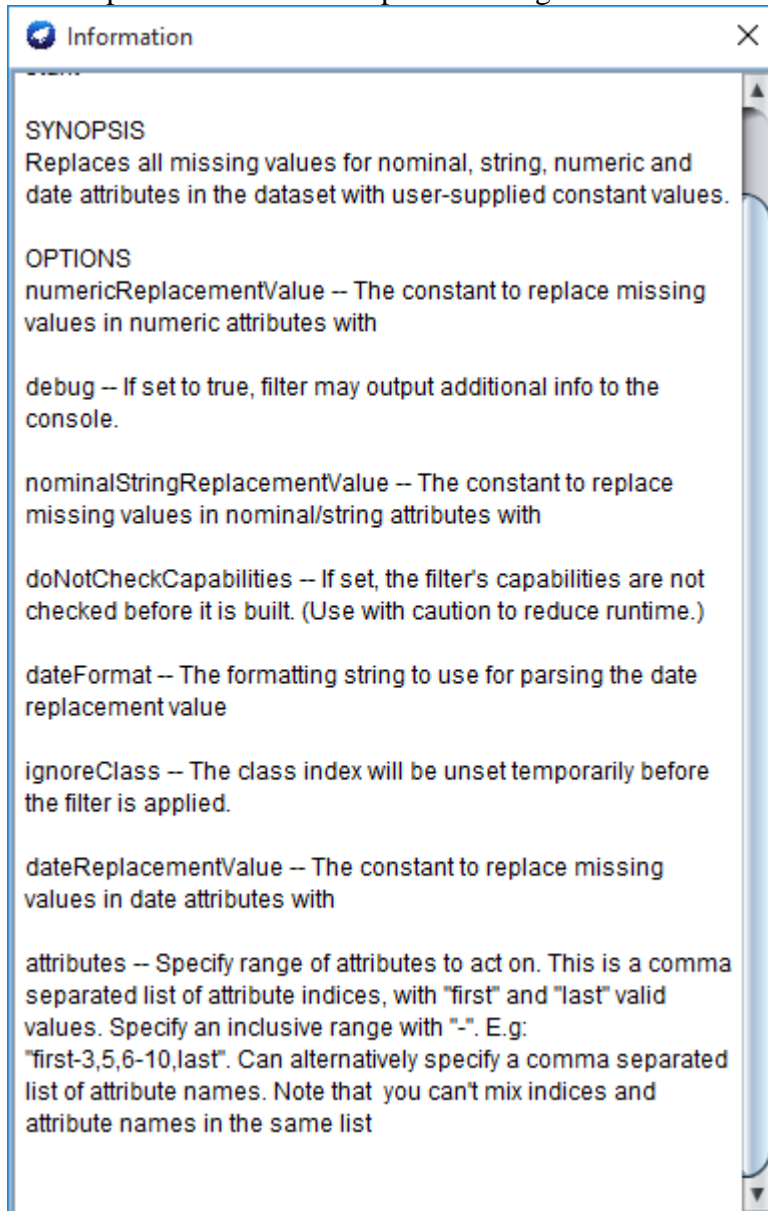 Information
SYNOPSIS
Replaces all missing values for nominal, string, numeric and
date attributes in the dataset with user-supplied constant values.
OPTIONS
numericReplacementValue -- The constant to replace missing
values in numeric attributes with
debug -- If set to true, filter may output additional info to the
console.
nominalStringReplacementValue -- The constant to replace
missing values in nominal/string attributes with
doNotCheckCapabilities -- If set, the filter's capabilities are not
checked before it is built. (Use with caution to reduce runtime.)
dateFormat -- The formatting string to use for parsing the date
replacement value
ignoreClass -- The class index will be unset temporarily before
the filter is applied.
dateReplacementValue -- The constant to replace missing
values in date attributes with
attributes -- Specify range of attributes to act on. This is a comma
separated list of attribute indices, with "first" and "last" valid
values. Specify an inclusive range with "-". E.g:
"first-3,5,6-10,last". Can alternatively specify a comma separated
list of attribute names. Note that  you can't mix indices and
attribute names in the same list